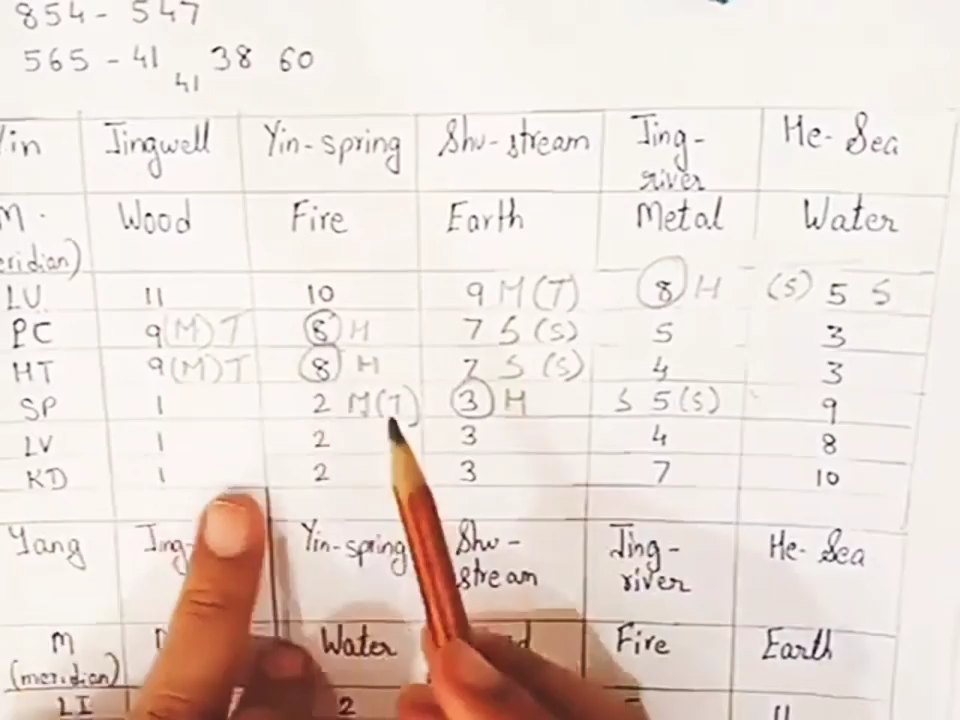 854 - 547
565 - 41 38 60
41
Yin Jingwell Yin-spring Shu-stream Jing-river He-Sea
M. Wood Fire Earth Metal Water
eridian)
LU 11 10 9 M(T) 8 H (S) 5 S
PC 9(M)T 8 H 7 S (S) 5 3
HT 9(M)T 8 H 7 S (S) 4 3
SP 1 2 M(T) 3 H S 5(S) 9
LV 1 2 3 4 8
KD 1 2 3 7 10
Yang Jing- Yin-spring Shu-stream Jing-river He-Sea
M Water Fire Earth
(meridian)
LI 2 11